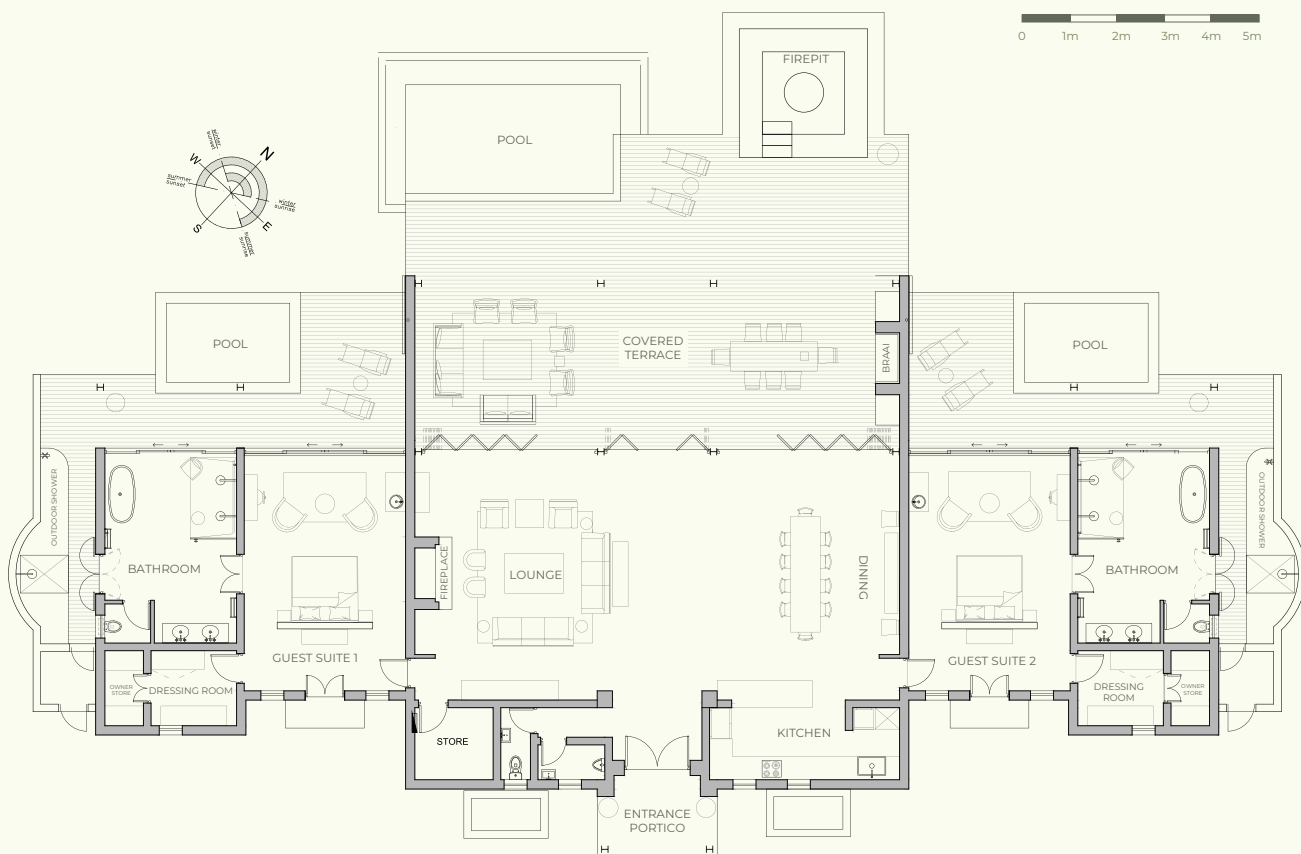 0 1m 2m 3m 4m 5m
FIREPIT
POOL
winter
sunset
N
W
summer
sunset
winter
sunrise
S
E
summer
sunrise
POOL
COVERED
TERRACE
BRAAI
POOL
OUTDOOR SHOWER
BATHROOM
FIREPLACE
LOUNGE
DINING
BATHROOM
OUTDOOR SHOWER
GUEST SUITE 1
GUEST SUITE 2
OWNER
STORE
DRESSING ROOM
DRESSING
ROOM
OWNER
STORE
STORE
KITCHEN
ENTRANCE
PORTICO